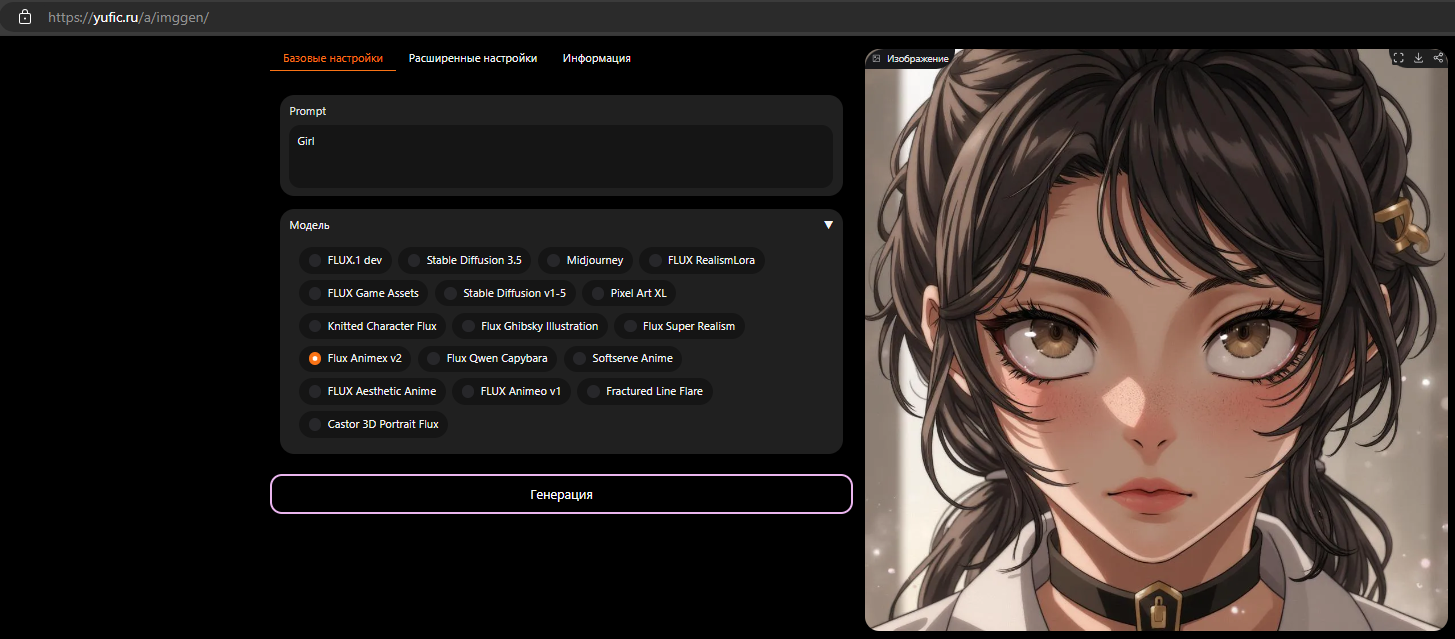 https://yufic.ru/a/imggen/
Базовые настройки Расширенные настройки Информация
Prompt
Girl
Модель
FLUX.1 dev Stable Diffusion 3.5 Midjourney FLUX RealismLora
FLUX Game Assets Stable Diffusion v1-5 Pixel Art XL
Knitted Character Flux Flux Ghibsky Illustration Flux Super Realism
Flux Animex v2 Flux Qwen Capybara Softserve Anime
FLUX Aesthetic Anime FLUX Animeo v1 Fractured Line Flare
Castor 3D Portrait Flux
Генерация
Изображение